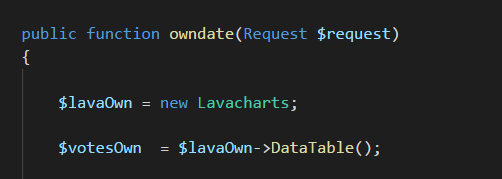 public function owndate(Request $request)
{
$lavaOwn = new Lavacharts;
$votesOwn  = $lavaOwn->DataTable();